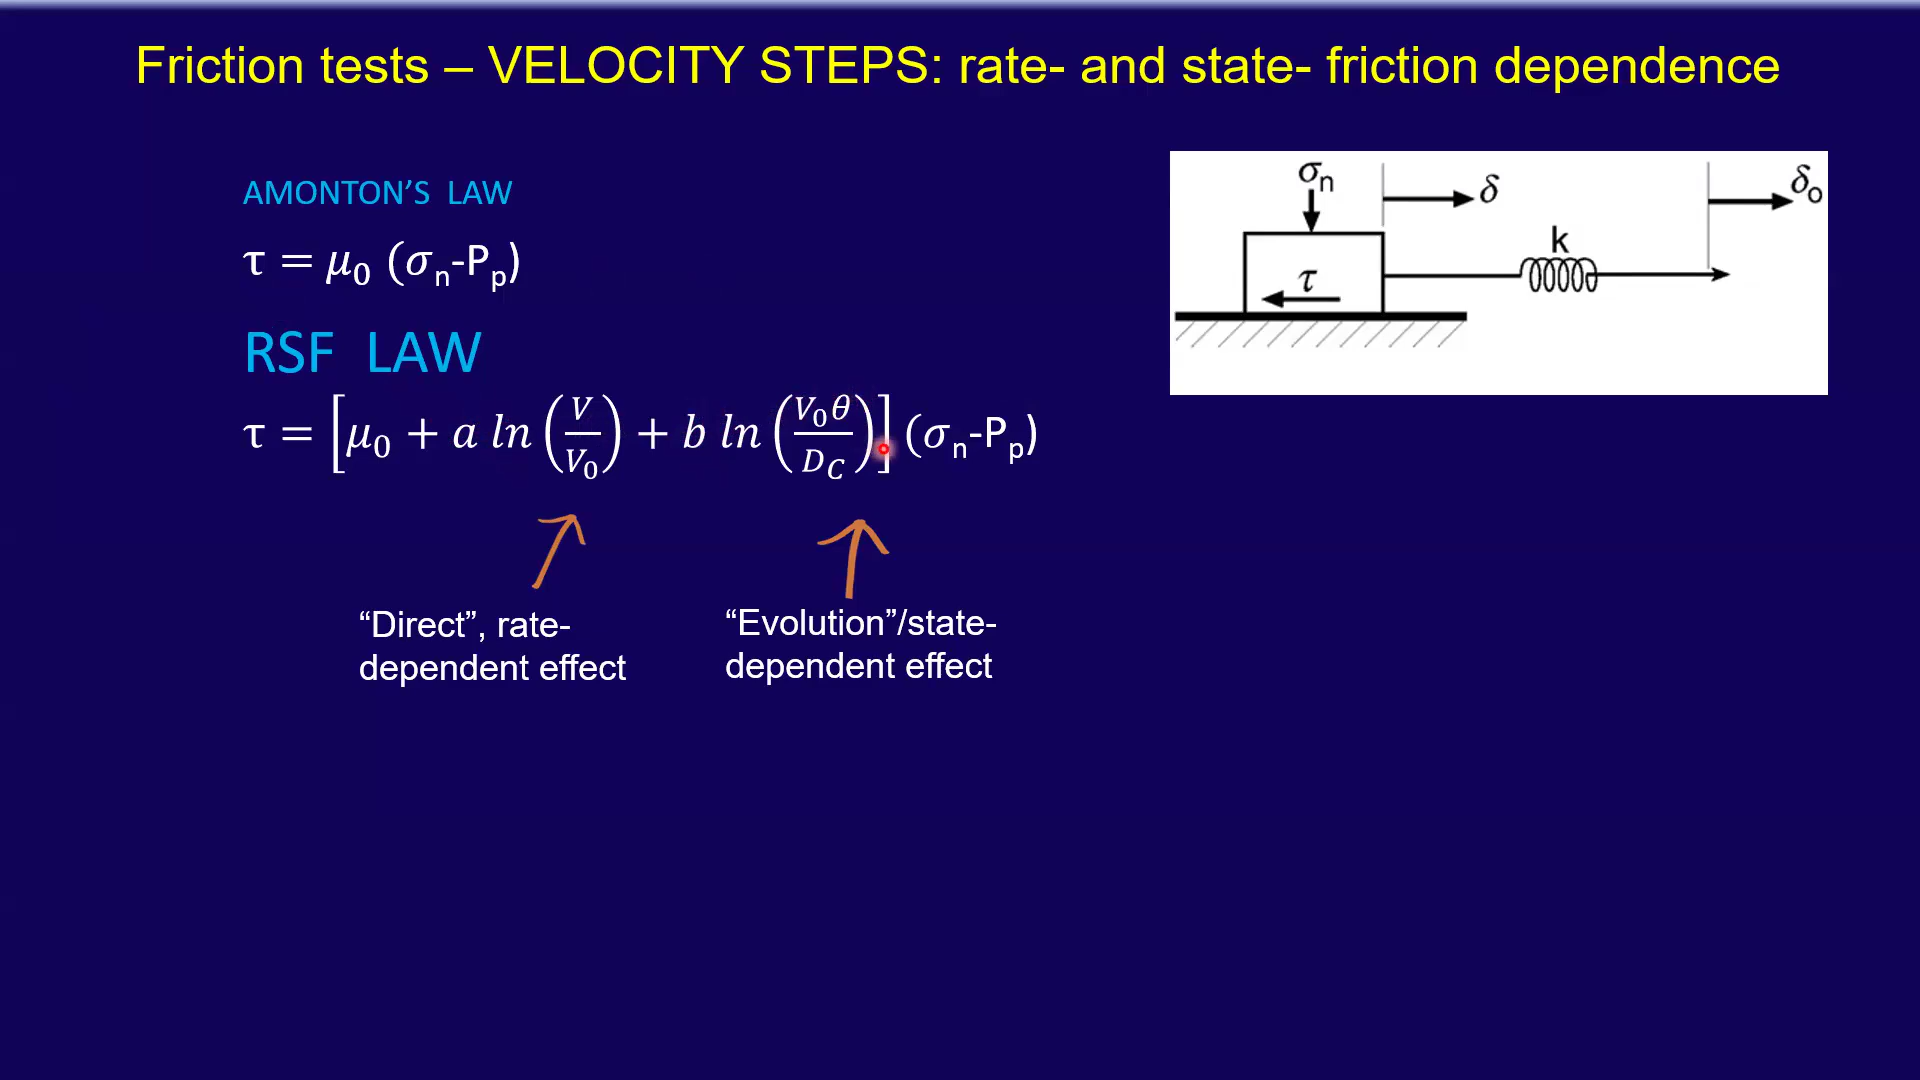 Friction tests – VELOCITY STEPS: rate- and state- friction dependence
AMONTON’S LAW
τ = μ₀ (σₙ-Pₚ)
RSF LAW
τ = [μ₀ + a ln (V/V₀) + b ln (V₀θ/D_C)] (σₙ-Pₚ)
“Direct”, rate-
dependent effect
“Evolution”/state-
dependent effect
σₙ
δ
δₒ
k
τ